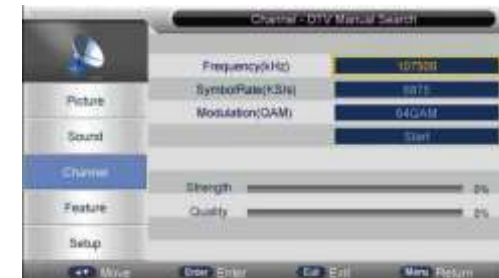 Channel - DTV Manual Search
Frequency(kHz) 107500
SymbolRate(KS/s) 6875
Modulation(QAM) 64QAM
Start
Picture
Sound
Channel
Feature
Setup
Strength 0%
Quality 0%
Move Enter Enter Exit Exit Menu Return